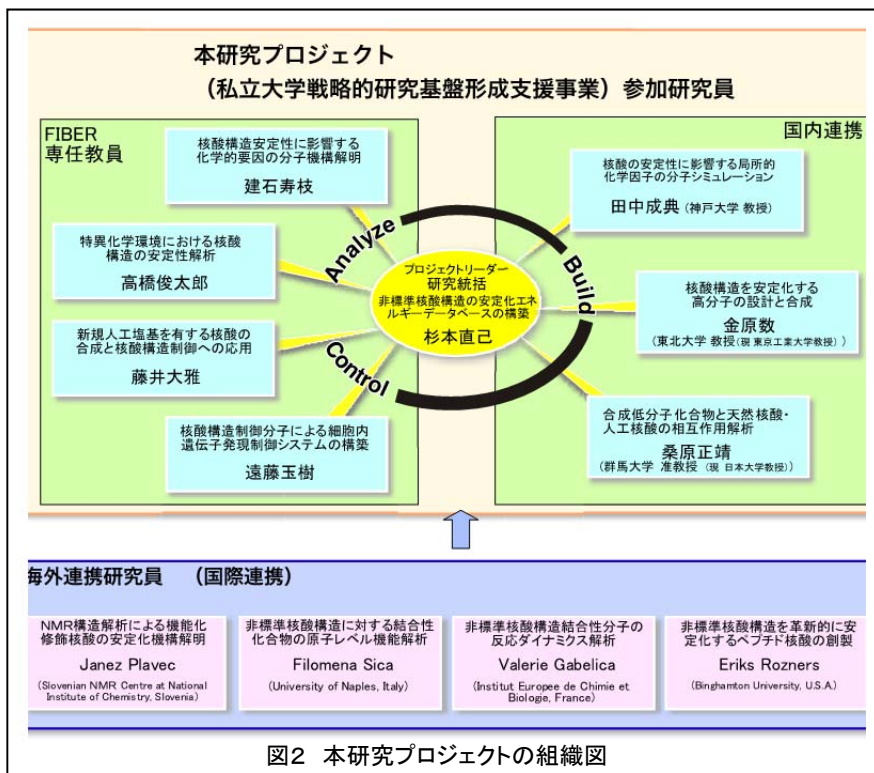 本研究プロジェクト
(私立大学戦略的研究基盤形成支援事業)参加研究員
FIBER
専任教員
核酸構造安定性に影響する
化学的要因の分子機構解明
建石寿枝
特異化学環境における核酸
構造の安定性解析
高橋俊太郎
新規人工塩基を有する核酸の
合成と核酸構造制御への応用
藤井大雅
核酸構造制御分子による細胞内
遺伝子発現制御システムの構築
遠藤玉樹
Analyze
Build
Control
プロジェクトリーダー
研究統括
非標準核酸構造の安定化エネ
ルギーデータベースの構築
杉本直己
国内連携
核酸の安定性に影響する局所的
化学因子の分子シミュレーション
田中成典(神戸大学 教授)
核酸構造を安定化する
高分子の設計と合成
金原数
(東北大学 教授(現 東京工業大学教授))
合成低分子化合物と天然核酸・
人工核酸の相互作用解析
桑原正靖
(群馬大学 准教授 (現 日本大学教授))
海外連携研究員 (国際連携)
NMR構造解析による機能化
修飾核酸の安定化機構解明
Janez Plavec
(Slovenian NMR Centre at National
Institute of Chemistry, Slovenia)
非標準核酸構造に対する結合性
化合物の原子レベル機能解析
Filomena Sica
(University of Naples, Italy)
非標準核酸構造結合性分子の
反応ダイナミクス解析
Valerie Gabelica
(Institut Europee de Chimie et
Biologie, France)
非標準核酸構造を革新的に安
定化するペプチド核酸の創製
Eriks Rozners
(Binghamton University, U.S.A.)
図2 本研究プロジェクトの組織図